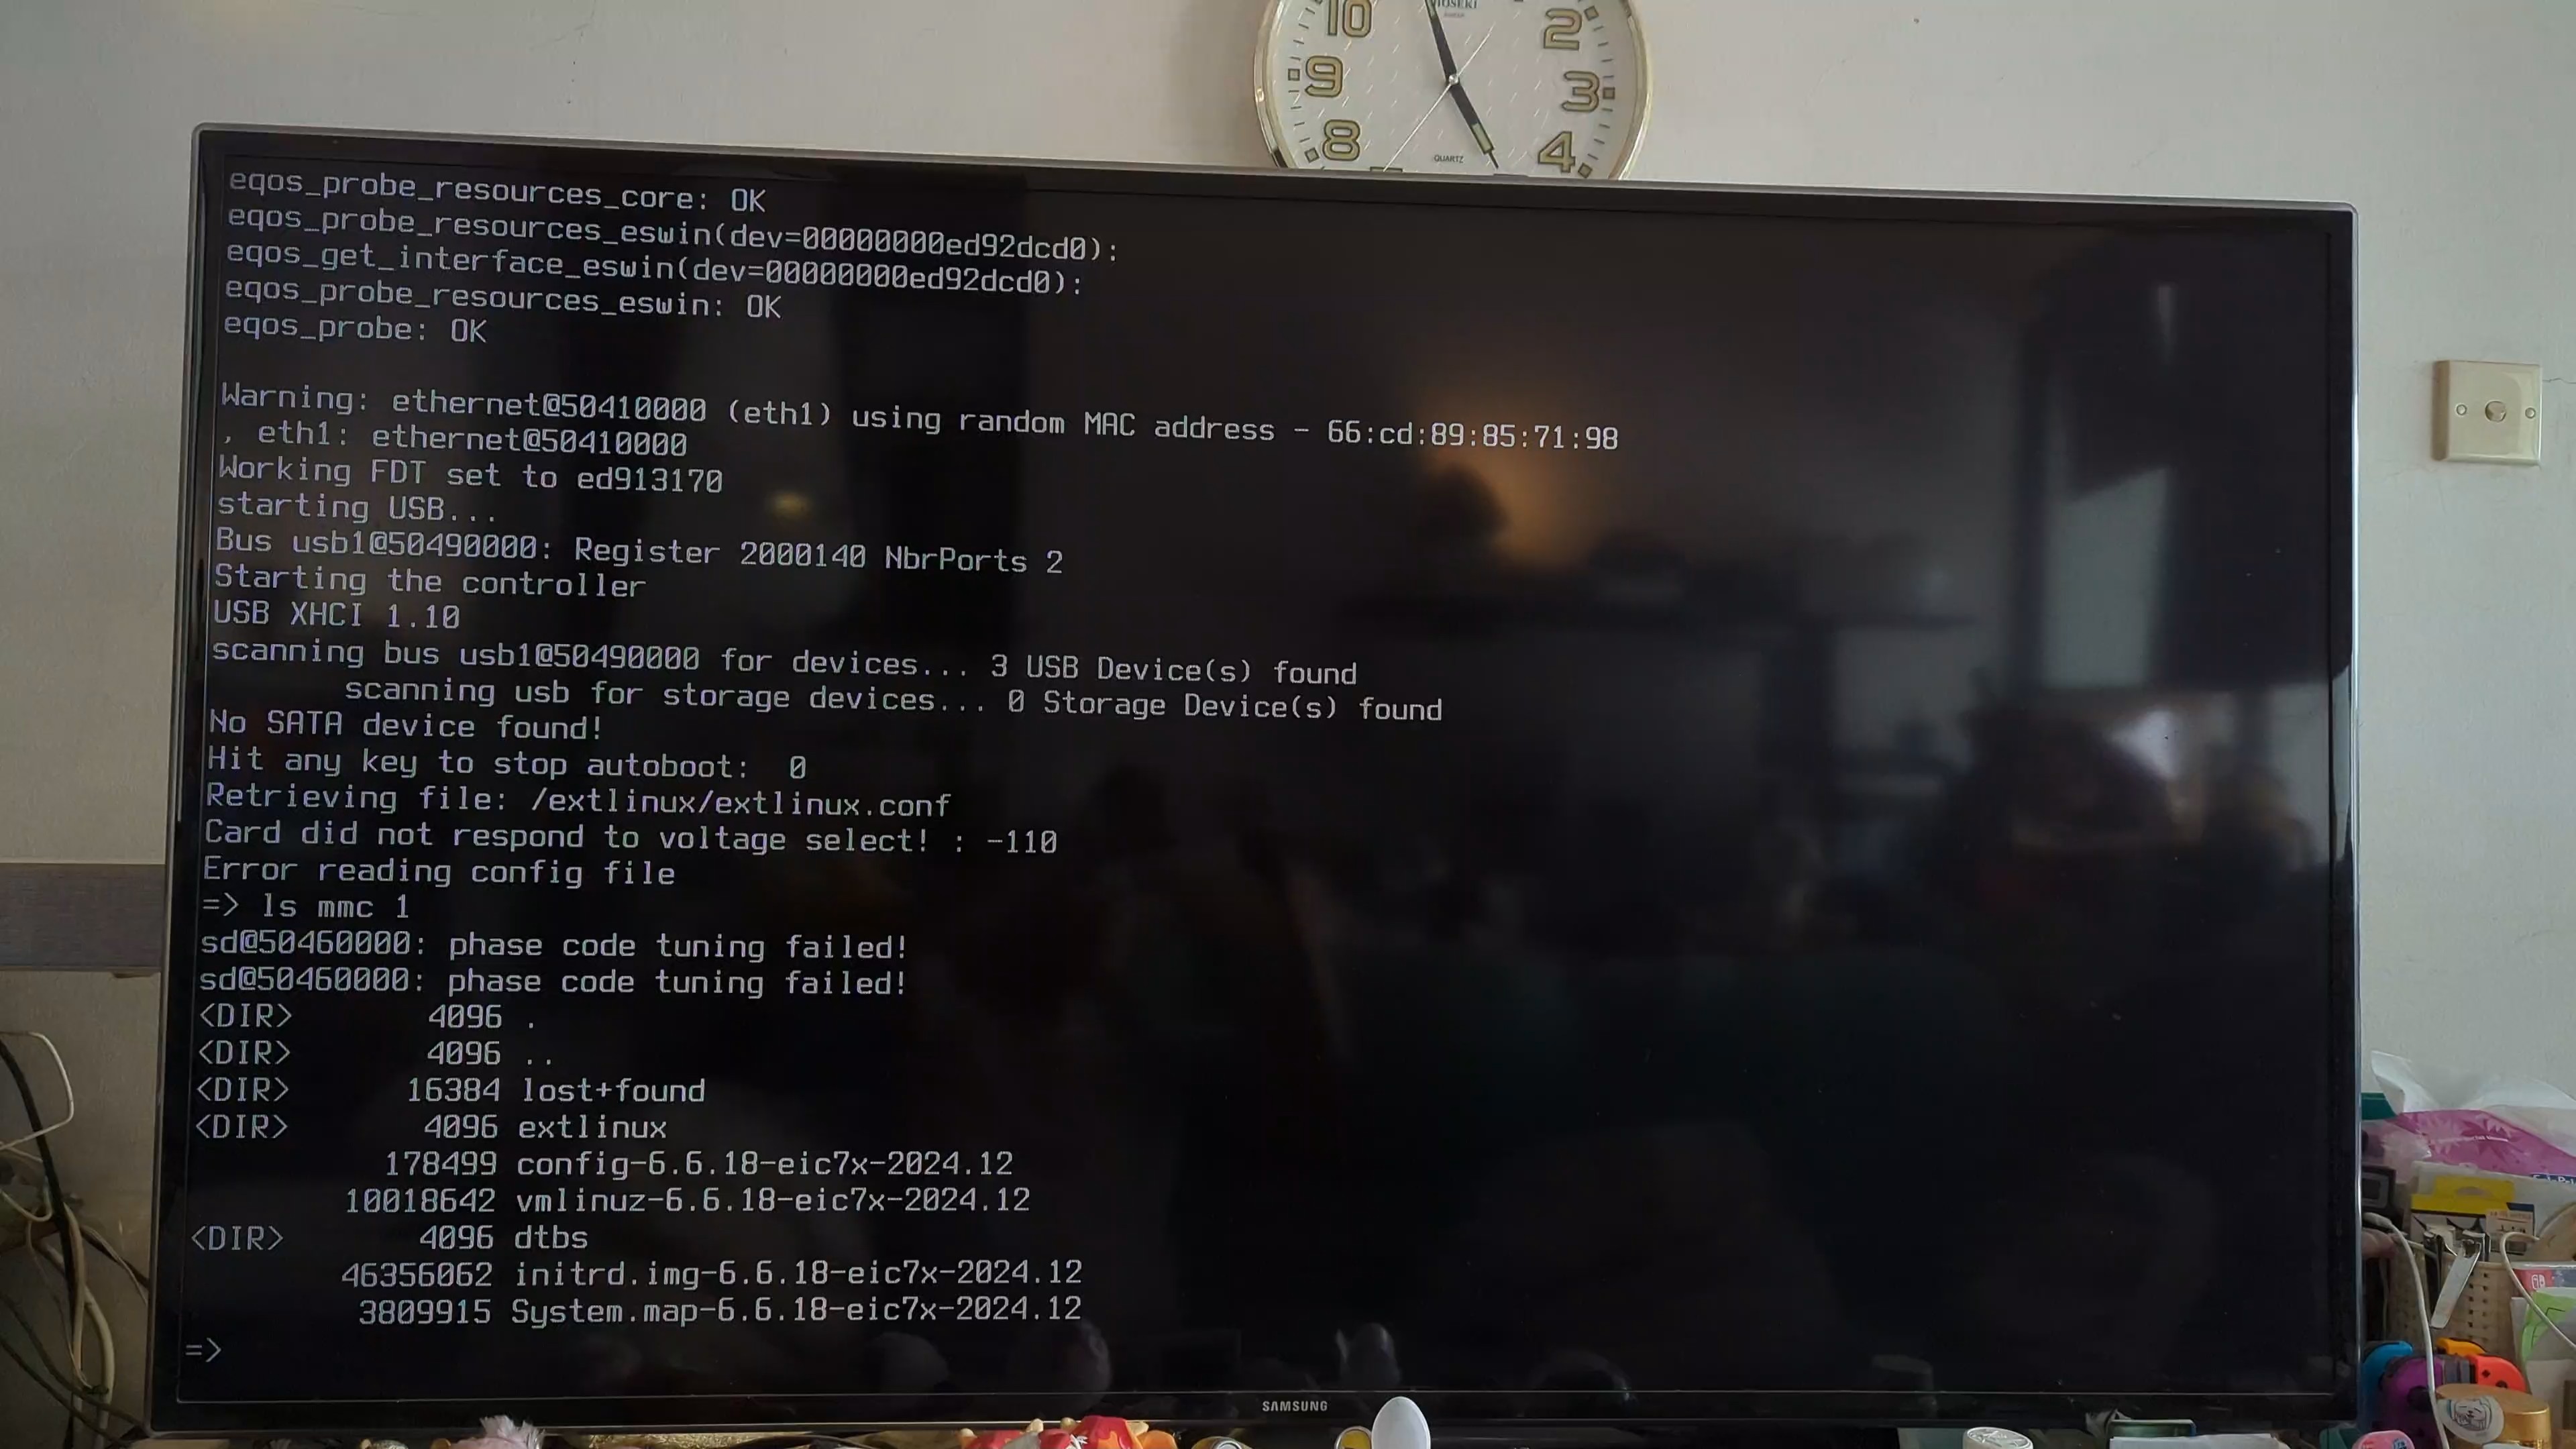 10
2
9
3
8
4
QUARTZ
eqos_probe_resources_core: OK
eqos_probe_resources_eswin(dev=00000000ed92dcd0):
eqos_get_interface_eswin(dev=00000000ed92dcd0):
eqos_probe_resources_eswin: OK
eqos_probe: OK
Warning: ethernet@50410000 (eth1) using random MAC address - 66:cd:89:85:71:98
, eth1: ethernet@50410000
Working FDT set to ed913170
starting USB...
Bus usb1@50490000: Register 2000140 NbrPorts 2
Starting the controller
USB XHCI 1.10
scanning bus usb1@50490000 for devices... 3 USB Device(s) found
scanning usb for storage devices... 0 Storage Device(s) found
No SATA device found!
Hit any key to stop autoboot:  0
Retrieving file: /extlinux/extlinux.conf
Card did not respond to voltage select! : -110
Error reading config file
=> ls mmc 1
sd@50460000: phase code tuning failed!
sd@50460000: phase code tuning failed!
<DIR>       4096 .
<DIR>       4096 ..
<DIR>      16384 lost+found
<DIR>       4096 extlinux
178499 config-6.6.18-eic7x-2024.12
10018642 vmlinuz-6.6.18-eic7x-2024.12
<DIR>       4096 dtbs
46356062 initrd.img-6.6.18-eic7x-2024.12
3809915 System.map-6.6.18-eic7x-2024.12
=>
SAMSUNG